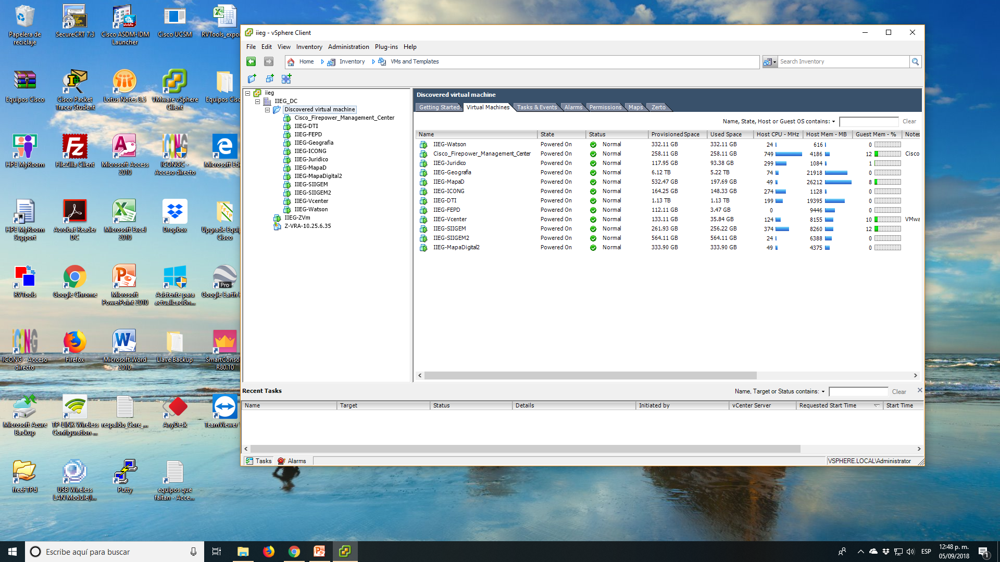 Papelera de
reciclaje
SecureCRT 7,3
Cisco ASDM-IDM
Launcher
Cisco UCSM
RVTools_expor
Equipos Cisco
Cisco Packet
Tracer Student
Lotus Notes 8.5
VMware vSphere
Client
Equipos Cisc
HPE MyRoom
FileZilla Client
Microsoft Access
2010
ICONGC -
Acceso directo
Microsoft Ed
HPE MyRoom
Support
Acrobat Reader
DC
Microsoft Excel
2010
Dropbox
Upgrade Equip
Cisco
RVTools
Google Chrome
Microsoft
PowerPoint 2010
Asistente para
actualización...
Google Earth P
ICONG - Acceso
directo
Firefox
Microsoft Word
2010
Llave Backup
SmartConso
R80.10
Microsoft Azure
Backup
TP-LINK Wireless
Configuration ...
respaldo_Core_...
AnyDesk
TeamViewer
freeFTPd
USB Wireless
LAN Module(I...
Putty
equipos que
faltan - Acce...
iieg - vSphere Client
File Edit View Inventory Administration Plug-ins Help
Home Inventory VMs and Templates
Search Inventory
iieg
IIEG_DC
Discovered virtual machine
Cisco_Firepower_Management_Center
IIEG-DTI
IIEG-FEPD
IIEG-Geografia
IIEG-ICONG
IIEG-Juridico
IIEG-MapaD
IIEG-MapaDigital2
IIEG-SIIGEM
IIEG-SIIGEM2
IIEG-Vcenter
IIEG-Watson
IIEG-ZVm
Z-VRA-10.25.6.35
Discovered virtual machine
Getting Started Virtual Machines Tasks & Events Alarms Permissions Maps Zerto
Name, State, Host or Guest OS contains: Clear
Name State Status Provisioned Space Used Space Host CPU - MHz Host Mem - MB Guest Mem - % Notes
IIEG-Watson Powered On Normal 332.11 GB 332.11 GB 24 616 0
Cisco_Firepower_Management_Center Powered On Normal 258.11 GB 258.11 GB 749 4186 12 Cisco
IIEG-Juridico Powered On Normal 117.95 GB 93.38 GB 299 1084 1
IIEG-Geografia Powered On Normal 6.12 TB 5.22 TB 74 21918 0
IIEG-MapaD Powered On Normal 532.47 GB 197.69 GB 49 26212 8
IIEG-ICONG Powered On Normal 164.25 GB 148.33 GB 274 1128 0
IIEG-DTI Powered On Normal 1.13 TB 1.13 TB 199 19395 0
IIEG-FEPD Powered On Normal 112.11 GB 3.47 GB 0 9446 0
IIEG-Vcenter Powered On Normal 133.11 GB 35.84 GB 124 8155 10 VMwa
IIEG-SIIGEM Powered On Normal 261.93 GB 256.22 GB 374 8260 12
IIEG-SIIGEM2 Powered On Normal 564.11 GB 564.11 GB 24 6388 0
IIEG-MapaDigital2 Powered On Normal 333.90 GB 333.90 GB 49 4375 0
Recent Tasks
Name, Target or Status contains: Clear
Name Target Status Details Initiated by vCenter Server Requested Start Time Start Time
Tasks Alarms
VSPHERE.LOCAL\Administrator
Escribe aquí para buscar
ESP
12:48 p. m.
05/09/2018
1